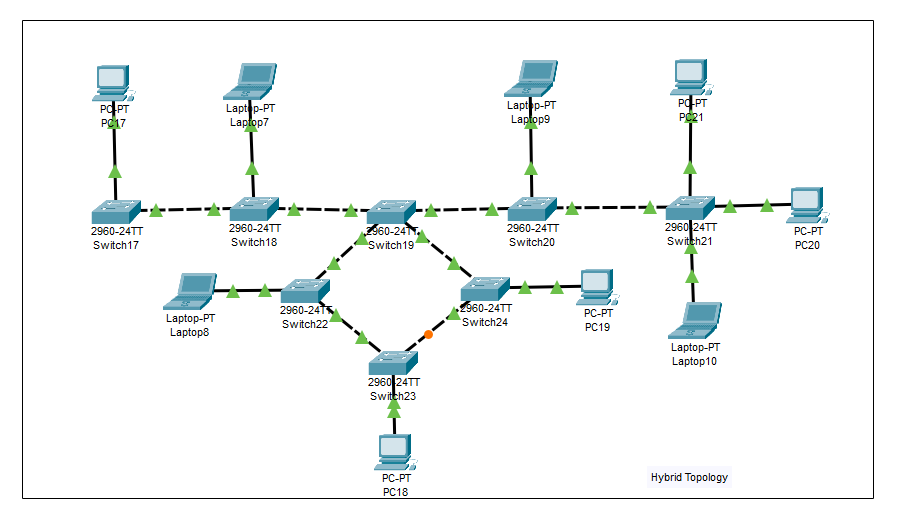 PC-PT
PC17
Laptop-PT
Laptop7
Laptop-PT
Laptop9
PC-PT
PC21
2960-24TT
Switch17
2960-24TT
Switch18
2960-24TT
Switch19
2960-24TT
Switch20
2960-24TT
Switch21
PC-PT
PC20
Laptop-PT
Laptop8
2960-24TT
Switch22
2960-24TT
Switch24
PC-PT
PC19
Laptop-PT
Laptop10
2960-24TT
Switch23
PC-PT
PC18
Hybrid Topology